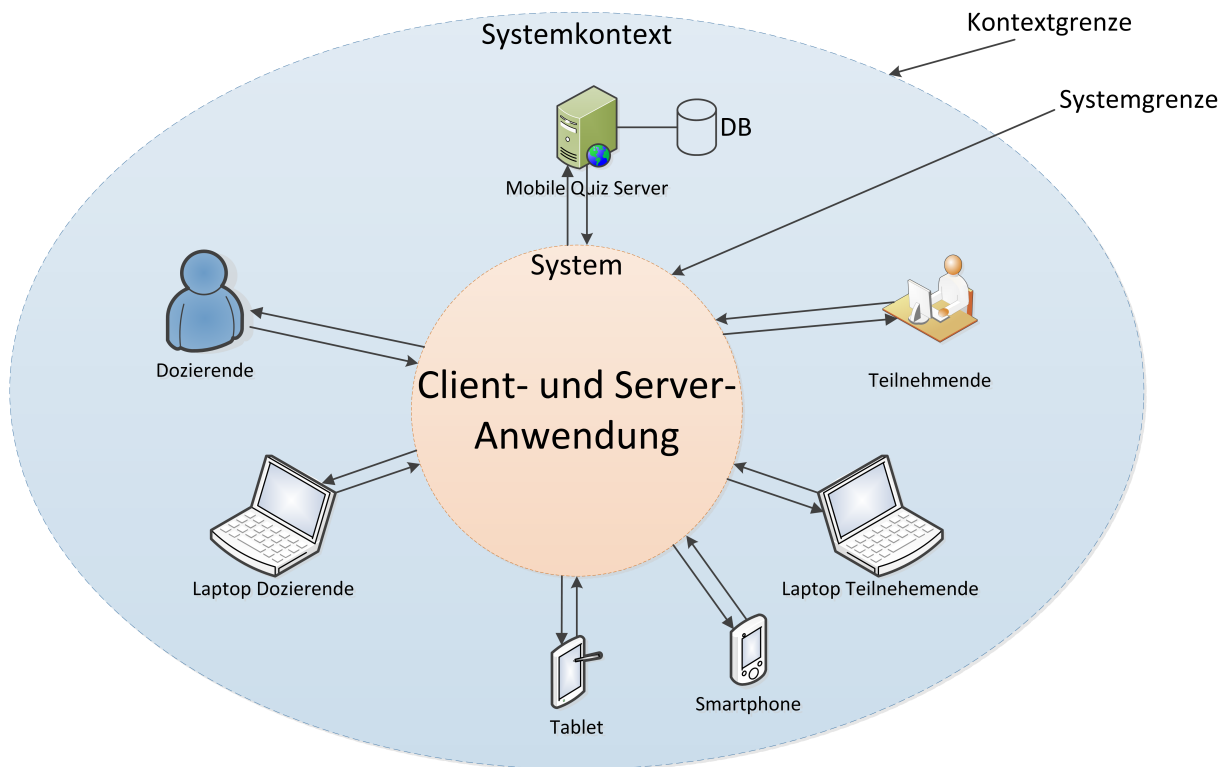 Systemkontext
Kontextgrenze
Systemgrenze
DB
Mobile Quiz Server
System
Dozierende
Teilnehmende
Client- und Server-
Anwendung
Laptop Dozierende
Laptop Teilnehemende
Smartphone
Tablet